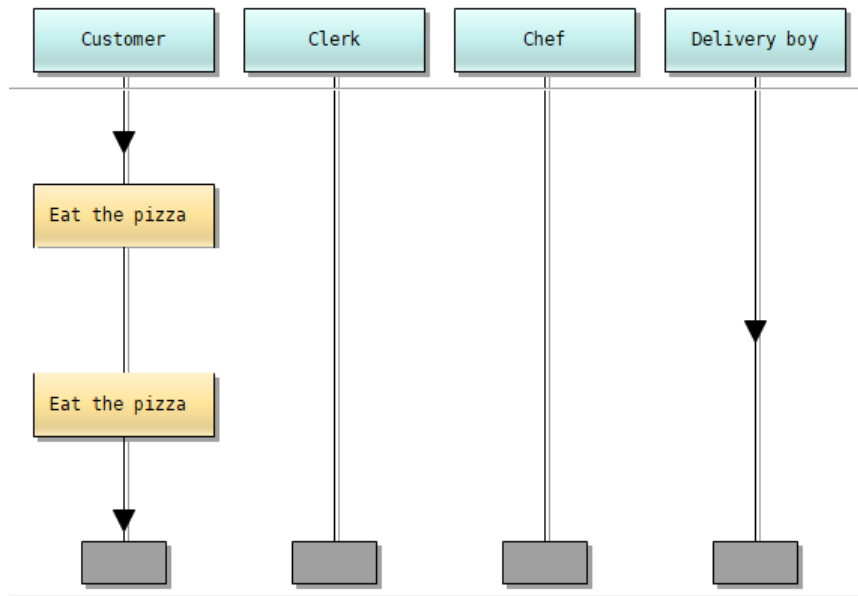 Customer
Clerk
Chef
Delivery boy
Eat the pizza
Eat the pizza